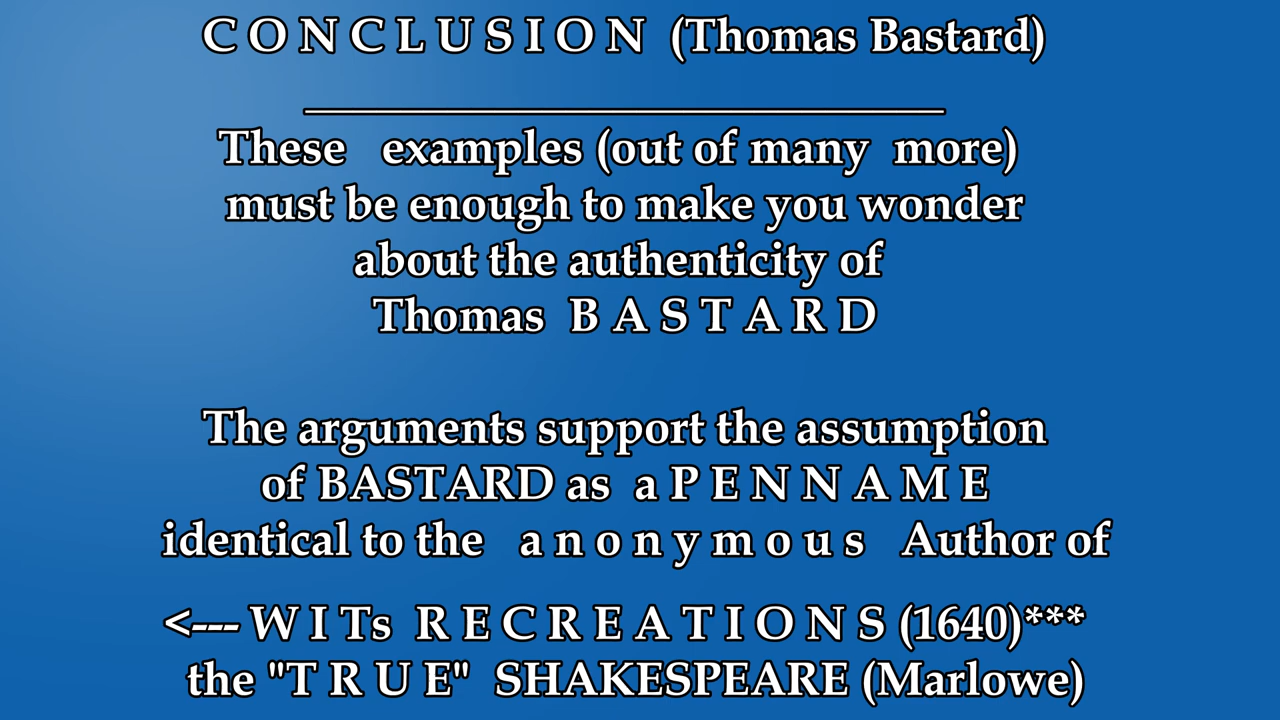 C O N C L U S I O N (Thomas Bastard)
These examples (out of many more)
must be enough to make you wonder
about the authenticity of
Thomas B A S T A R D
The arguments support the assumption
of BASTARD as a P E N N A M E
identical to the a n o n y m o u s Author of
<--- W I Ts R E C R E A T I O N S (1640)***
the "T R U E" SHAKESPEARE (Marlowe)